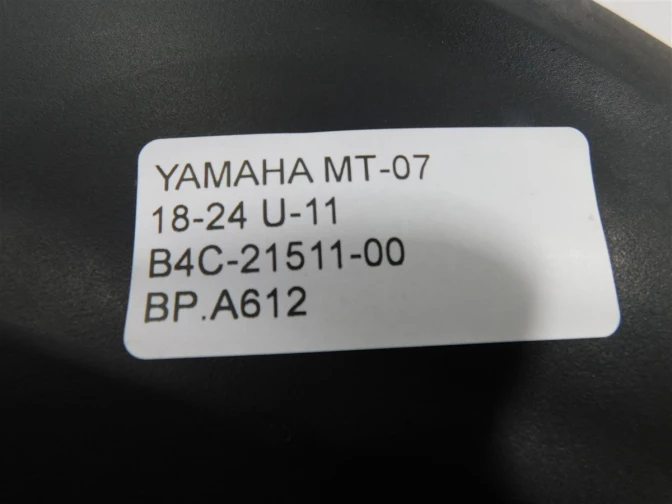 YAMAHA MT-07
18-24 U-11
B4C-21511-00
BP.A612